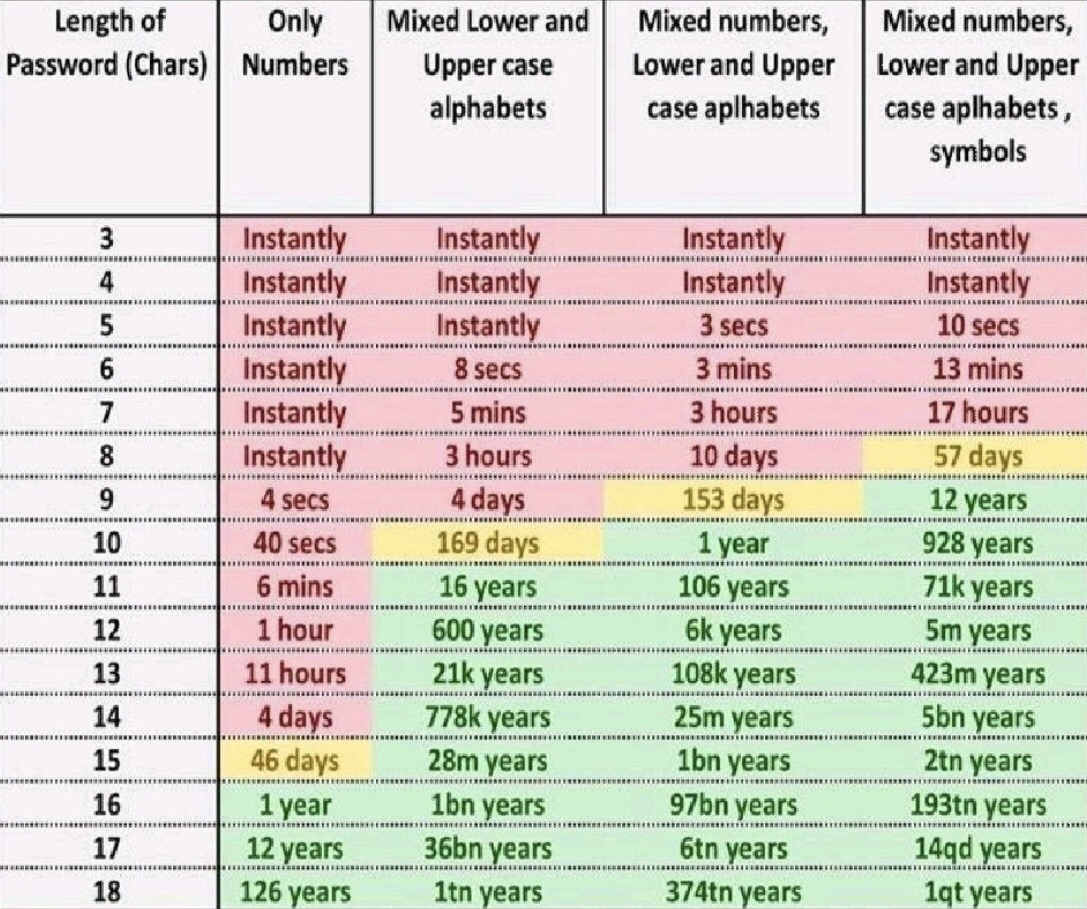 Length of Password (Chars) Only Numbers Mixed Lower and Upper case alphabets Mixed numbers, Lower and Upper case aplhabets Mixed numbers, Lower and Upper case aplhabets , symbols
3 Instantly Instantly Instantly Instantly
4 Instantly Instantly Instantly Instantly
5 Instantly Instantly 3 secs 10 secs
6 Instantly 8 secs 3 mins 13 mins
7 Instantly 5 mins 3 hours 17 hours
8 Instantly 3 hours 10 days 57 days
9 4 secs 4 days 153 days 12 years
10 40 secs 169 days 1 year 928 years
11 6 mins 16 years 106 years 71k years
12 1 hour 600 years 6k years 5m years
13 11 hours 21k years 108k years 423m years
14 4 days 778k years 25m years 5bn years
15 46 days 28m years 1bn years 2tn years
16 1 year 1bn years 97bn years 193tn years
17 12 years 36bn years 6tn years 14qd years
18 126 years 1tn years 374tn years 1qt years